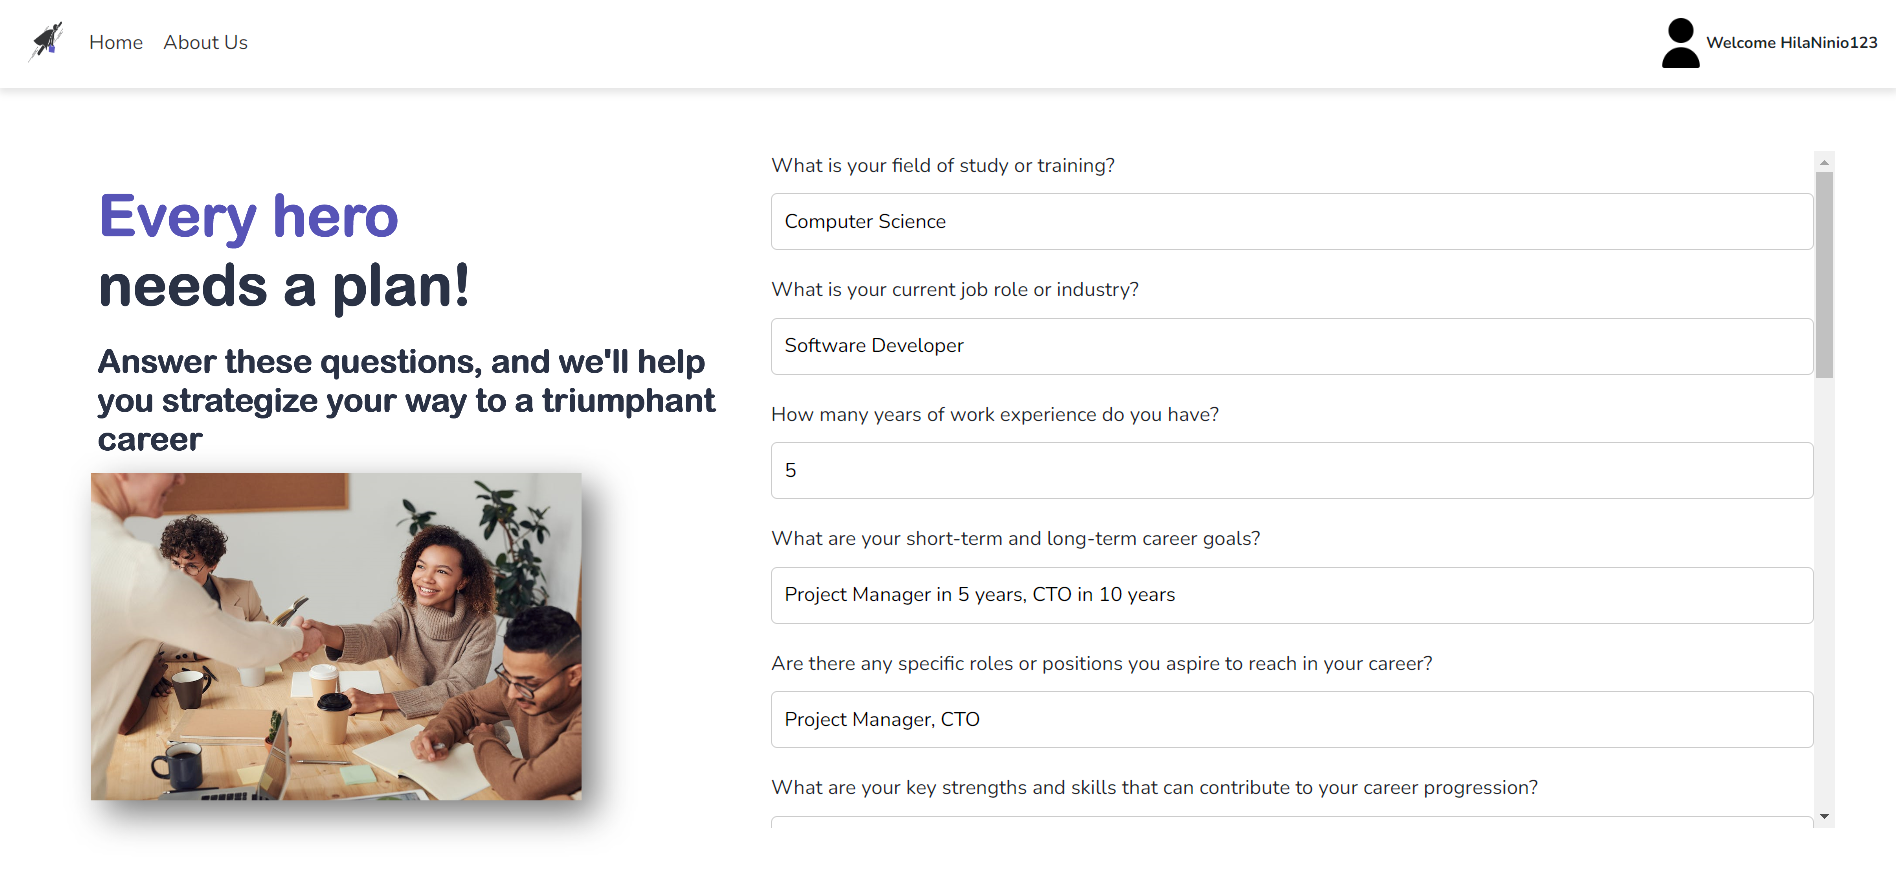 Home About Us
Welcome HilaNinio123
Every hero
needs a plan!
Answer these questions, and we'll help
you strategize your way to a triumphant
career
What is your field of study or training?
Computer Science
What is your current job role or industry?
Software Developer
How many years of work experience do you have?
5
What are your short-term and long-term career goals?
Project Manager in 5 years, CTO in 10 years
Are there any specific roles or positions you aspire to reach in your career?
Project Manager, CTO
What are your key strengths and skills that can contribute to your career progression?